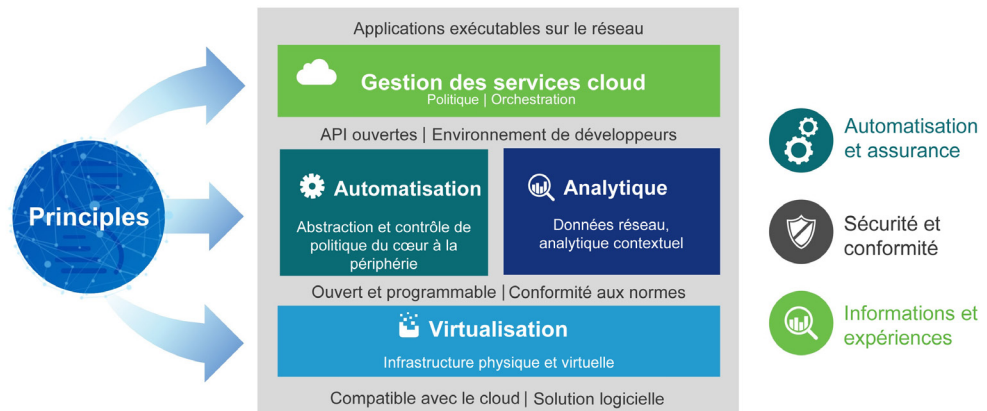 Applications exécutables sur le réseau
Gestion des services cloud
Politique | Orchestration
API ouvertes | Environnement de développeurs
Principles
Automatisation
Abstraction et contrôle de
politique du cœur à la
périphérie
Analytique
Données réseau,
analytique contextuel
Ouvert et programmable | Conformité aux normes
Virtualisation
Infrastructure physique et virtuelle
Compatible avec le cloud | Solution logicielle
Automatisation
et assurance
Sécurité et
conformité
Informations et
expériences